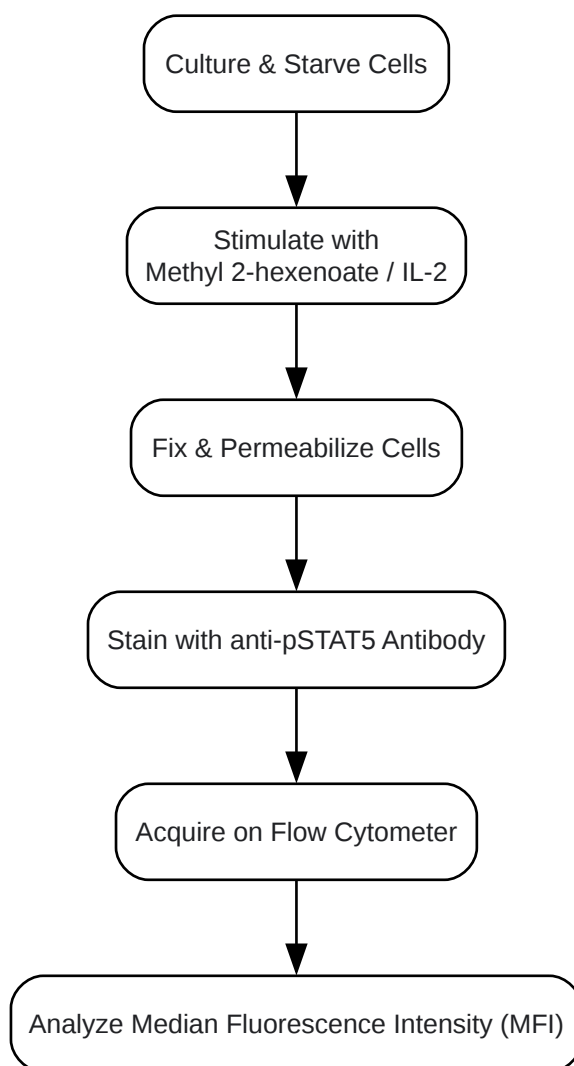 Culture & Starve Cells
Stimulate with
Methyl 2-hexenoate / IL-2
Fix & Permeabilize Cells
Stain with anti-pSTAT5 Antibody
Acquire on Flow Cytometer
Analyze Median Fluorescence Intensity (MFI)